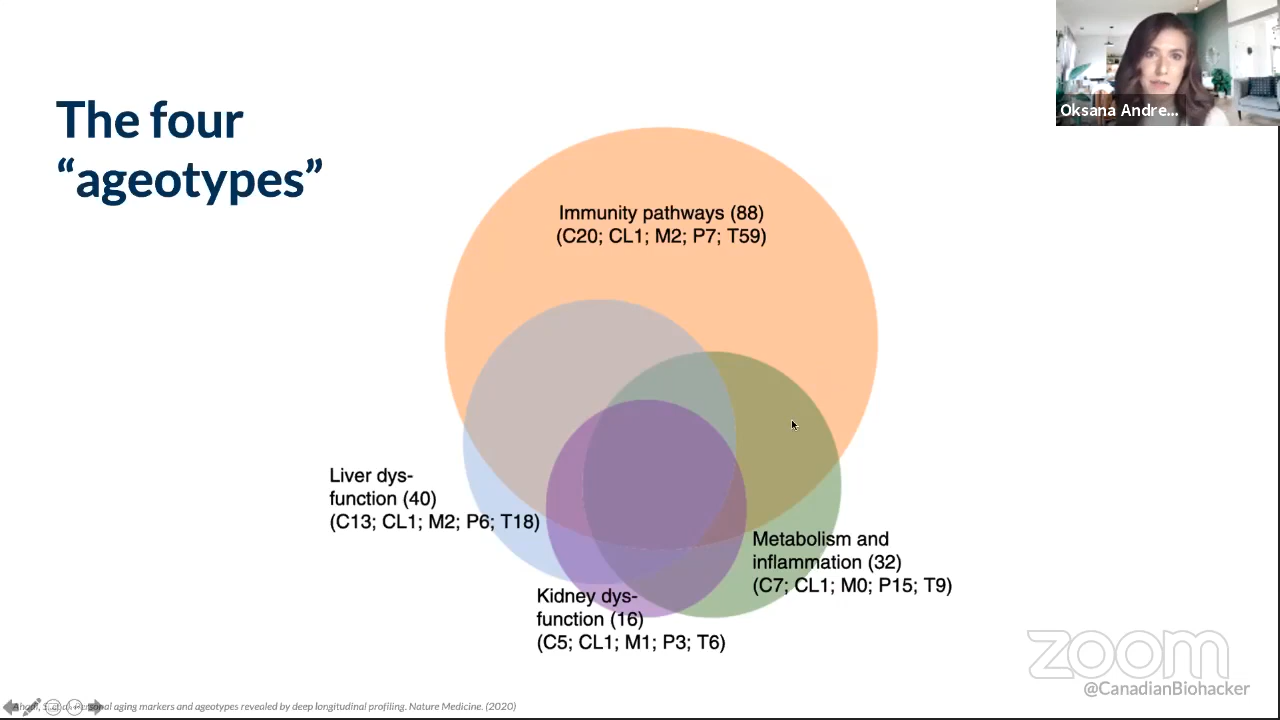 The four
“ageotypes”
Oksana Andre...
Immunity pathways (88)
(C20; CL1; M2; P7; T59)
Liver dys-
function (40)
(C13; CL1; M2; P6; T18)
Metabolism and
inflammation (32)
(C7; CL1; M0; P15; T9)
Kidney dys-
function (16)
(C5; CL1; M1; P3; T6)
zoom
@CanadianBiohacker
aging markers and ageotypes revealed by deep longitudinal profiling. Nature Medicine. (2020)